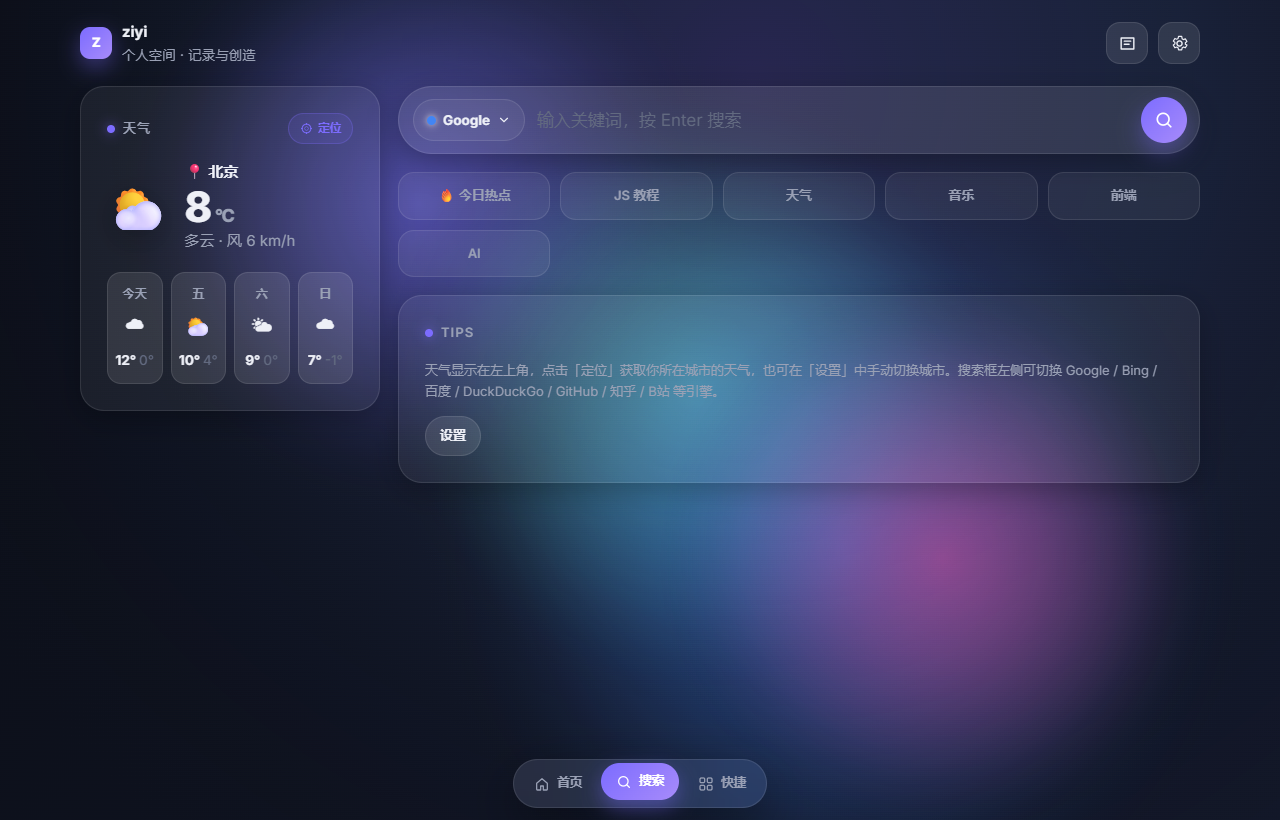 Z
ziyi
个人空间 · 记录与创造
天气
定位
北京
8 °C
多云 · 风 6 km/h
今天 五 六 日
12° 0° 10° 4° 9° 0° 7° -1°
Google 输入关键词，按 Enter 搜索
今日热点 JS 教程 天气 音乐 前端
AI
TIPS
天气显示在左上角，点击「定位」获取你所在城市的天气，也可在「设置」中手动切换城市。搜索框左侧可切换 Google / Bing /
百度 / DuckDuckGo / GitHub / 知乎 / B站 等引擎。
设置
首页 搜索 快捷